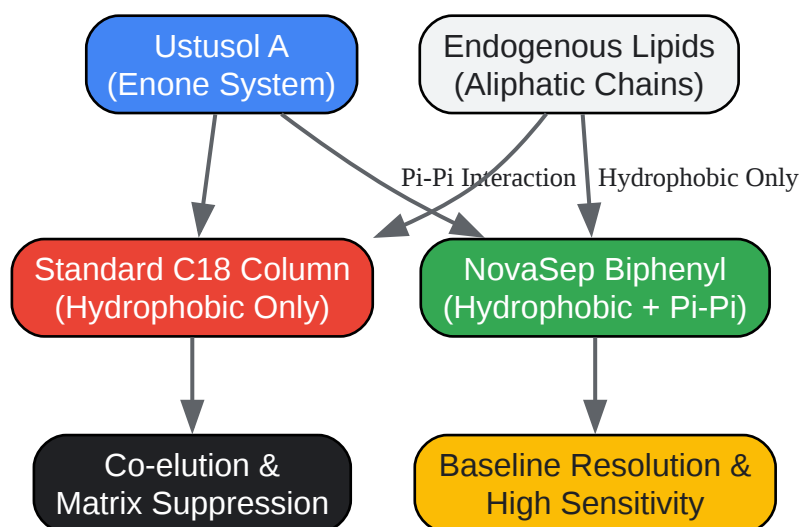 Ustusol A
(Enone System)
Endogenous Lipids
(Aliphatic Chains)
Pi-Pi Interaction
Hydrophobic Only
Standard C18 Column
(Hydrophobic Only)
NovaSep Biphenyl
(Hydrophobic + Pi-Pi)
Co-elution &
Matrix Suppression
Baseline Resolution &
High Sensitivity